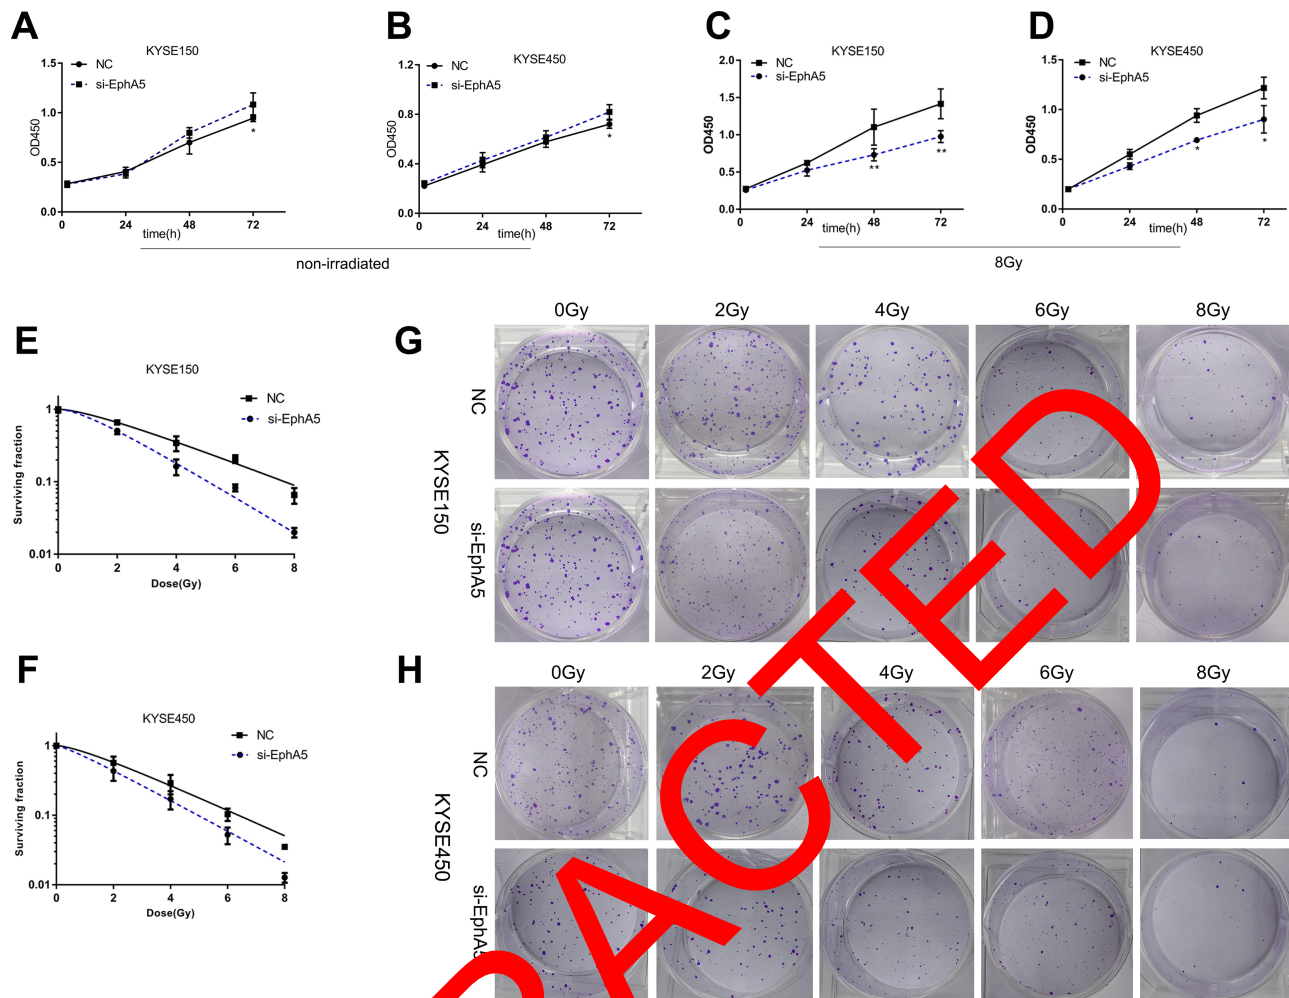 A
KYSE150
NC
si-EphA5
OD450
1.5
1.0
0.5
0.0
0
24
48
72
*
time(h)
B
KYSE450
NC
si-EphA5
OD450
1.2
0.8
0.4
0.0
0
24
48
72
*
time(h)
non-irradiated
C
KYSE150
NC
si-EphA5
OD450
2.0
1.5
1.0
0.5
0.0
0
24
48
72
**
**
time(h)
D
KYSE450
NC
si-EphA5
OD450
1.5
1.0
0.5
0.0
0
24
48
72
*
*
time(h)
8Gy
E
KYSE150
NC
si-EphA5
Surviving fraction
1
0.1
0.01
0
2
4
6
8
Dose(Gy)
F
KYSE450
NC
si-EphA5
Surviving fraction
1
0.1
0.01
0
2
4
6
8
Dose(Gy)
G
0Gy
2Gy
4Gy
6Gy
8Gy
KYSE150
NC
si-EphA5
H
0Gy
2Gy
4Gy
6Gy
8Gy
KYSE450
NC
si-EphA5
RACTED